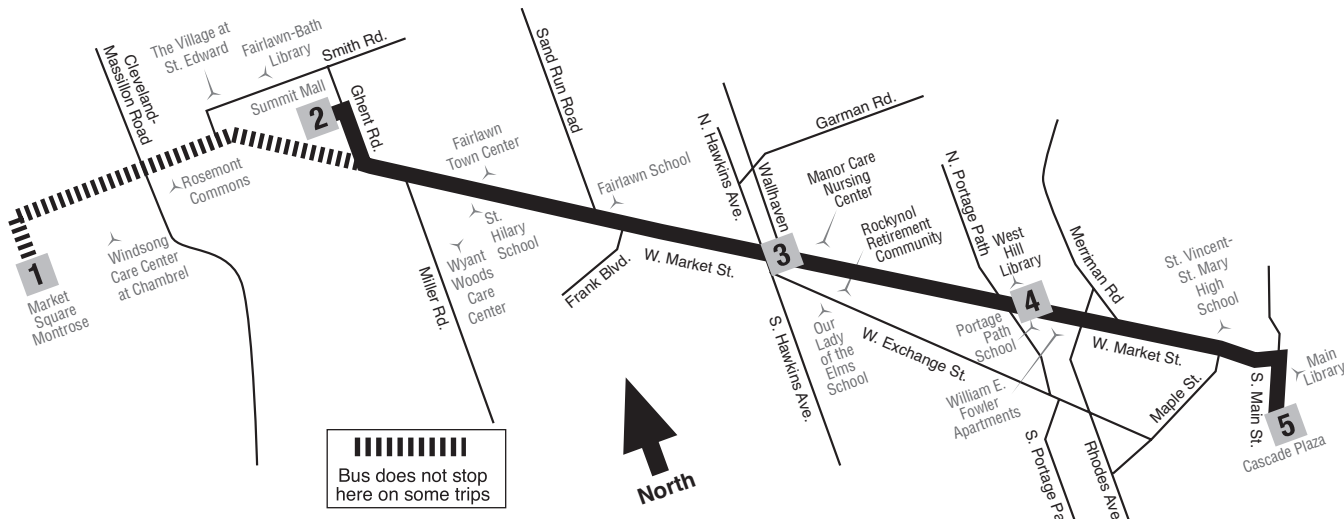 Cleveland-
Massillon Road
The Village at
St. Edward
Fairlawn-Bath
Library
Smith Rd.
Summit Mall
2
Ghent Rd.
Rosemont
Commons
Windsong
Care Center
at Chambrel
1
Market
Square
Montrose
Fairlawn
Town Center
St.
Hilary
School
Wyant
Woods
Care
Center
Miller Rd.
Sand Run Road
Fairlawn School
Frank Blvd.
W. Market St.
N. Hawkins Ave.
Wallhaven
Garman Rd.
3
Manor Care
Nursing
Center
Rockynol
Retirement
Community
Our
Lady
of the
Elms
School
S. Hawkins Ave.
W. Exchange St.
N. Portage Path
West
Hill
Library
4
Portage
Path
School
William E.
Fowler
Apartments
Merriman Rd
W. Market St.
S. Portage Pa
Rhodes Ave
Maple St.
St. Vincent-
St. Mary
High
School
S. Main St.
Main
Library
5
Cascade Plaza
Bus does not stop
here on some trips
North